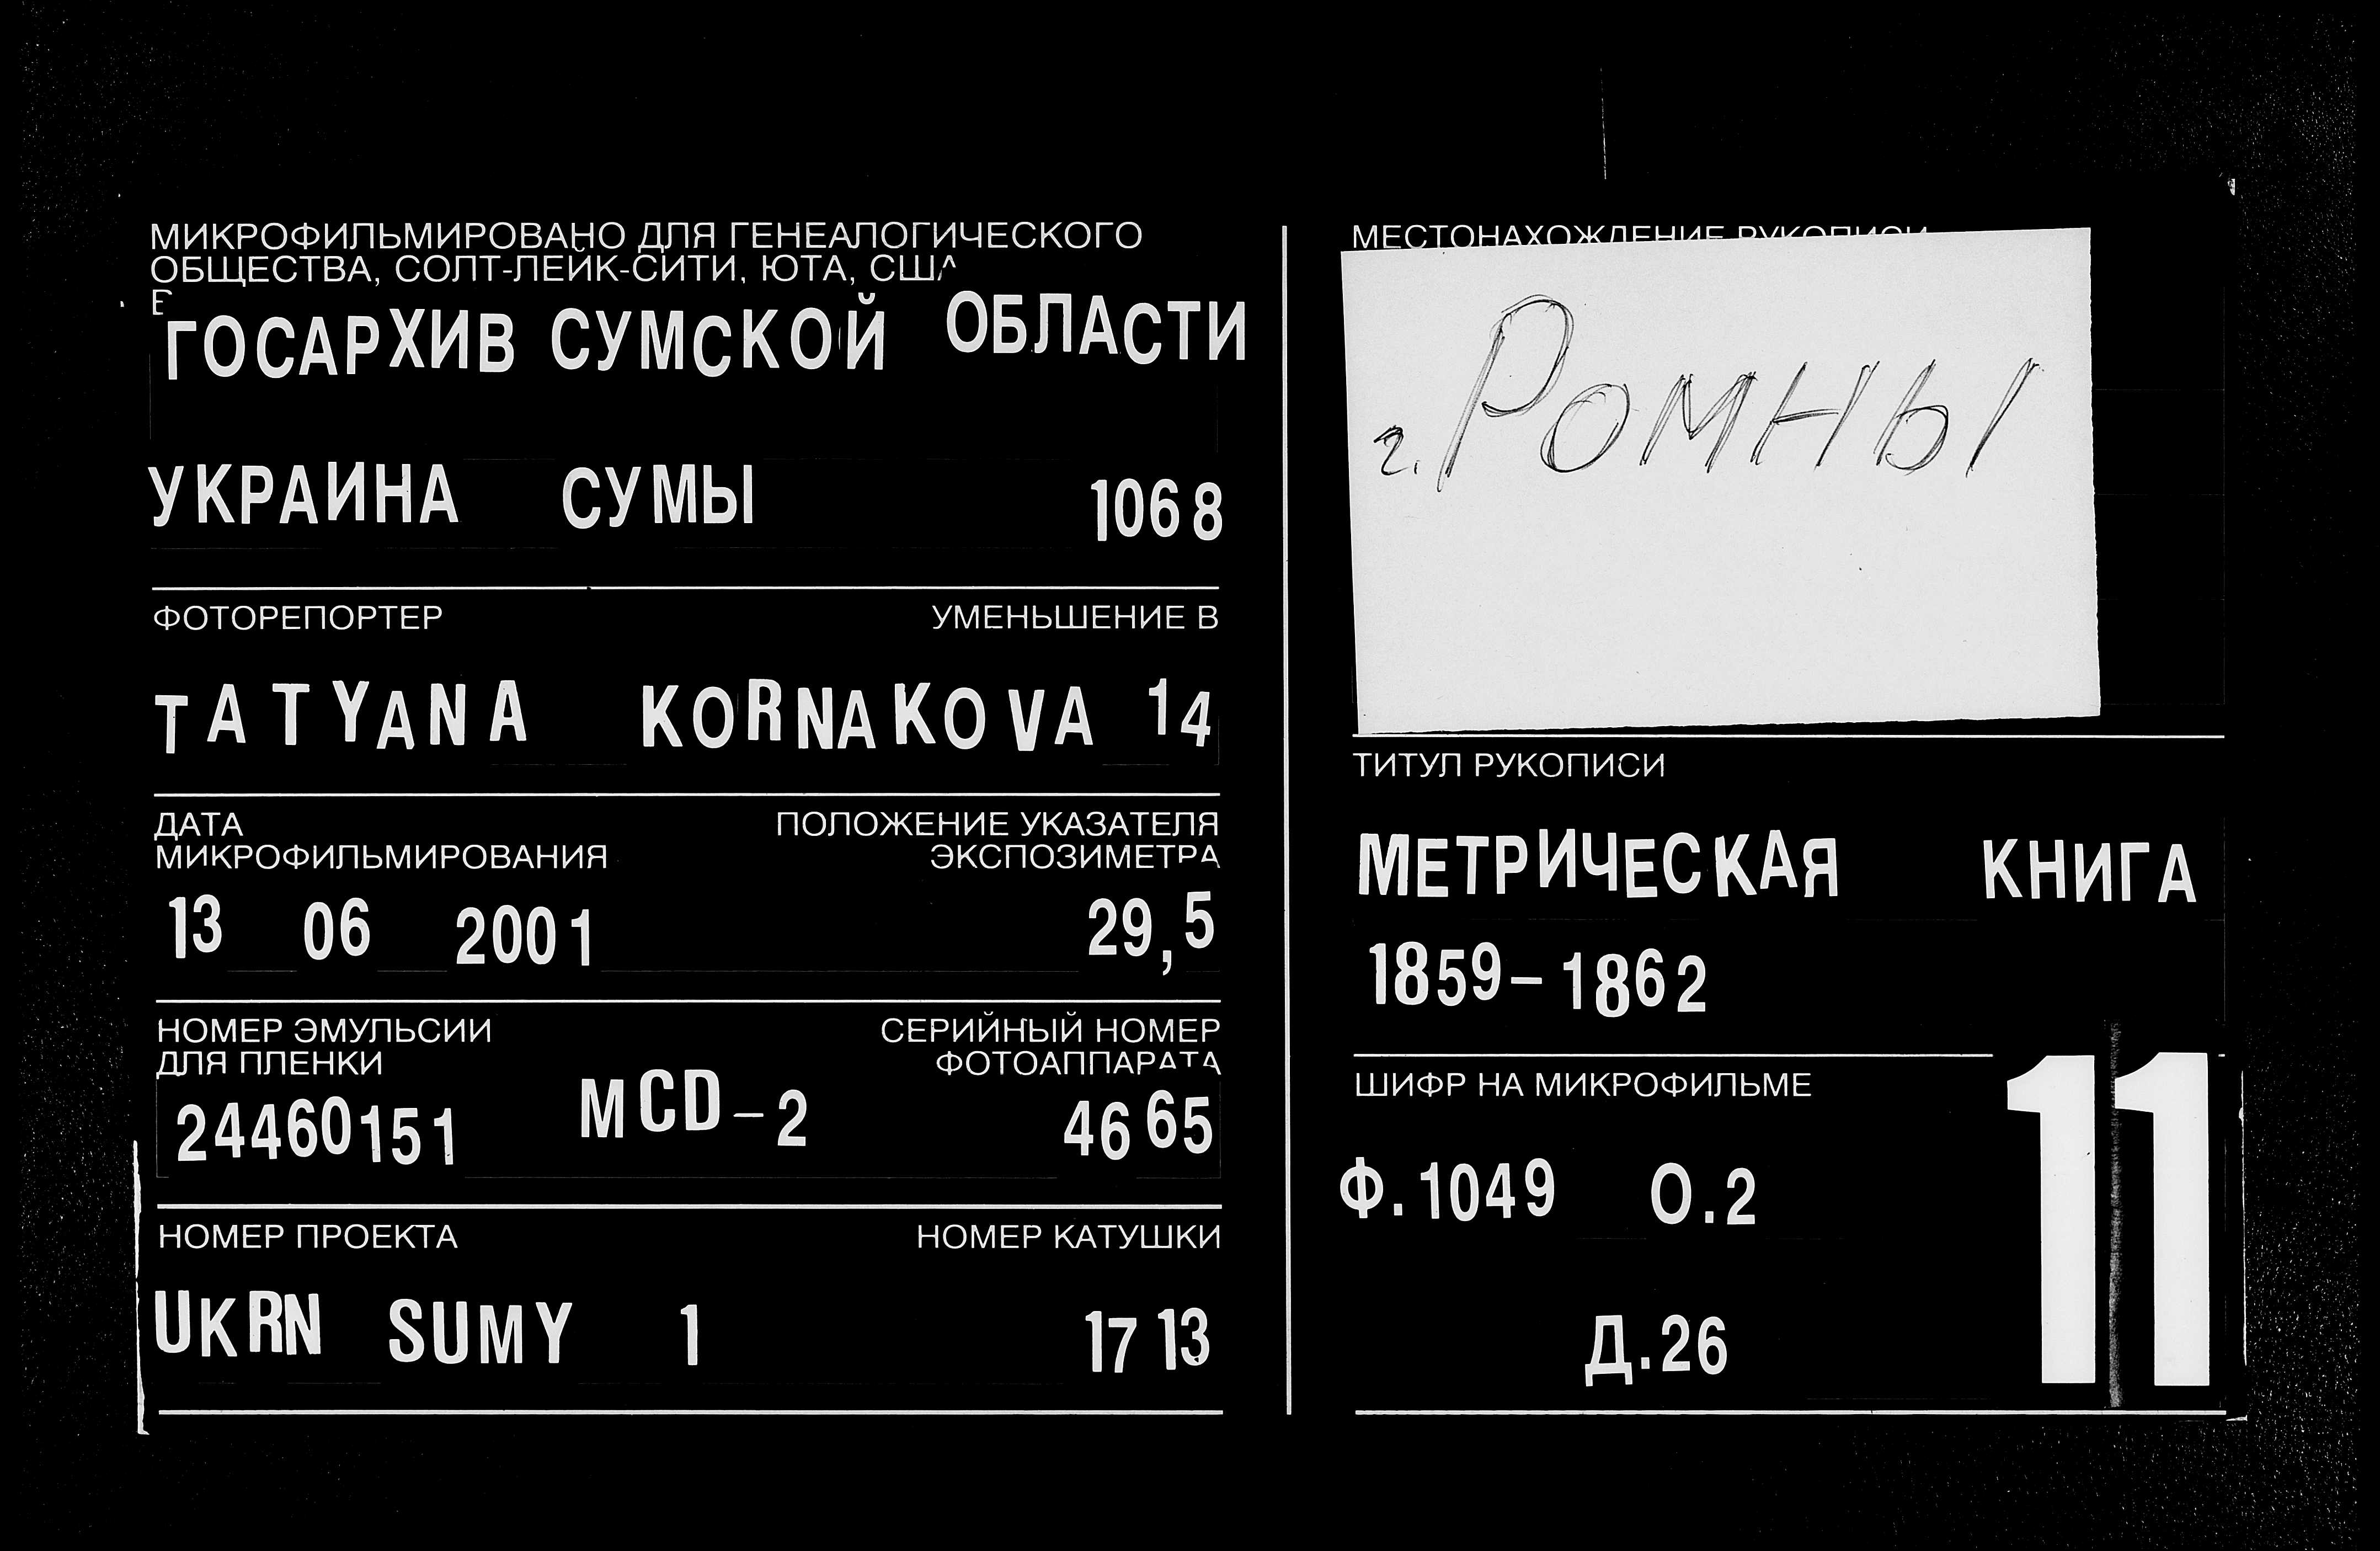 МИКРОФИЛЬМИРОВАНО ДЛЯ ГЕНЕАЛОГИЧЕСКОГО
ОБЩЕСТВА, СОЛТ-ЛЕЙК-СИТИ, ЮТА, США
В
ГОСАРХИВ СУМСКОЙ ОБЛАСТИ
УКРАИНА СУМЫ 1068
ФОТОРЕПОРТЕР УМЕНЬШЕНИЕ В
TATYANA KORNAKOVA 14
ДАТА ПОЛОЖЕНИЕ УКАЗАТЕЛЯ
МИКРОФИЛЬМИРОВАНИЯ ЭКСПОЗИМЕТРА
13 06 2001 29,5
НОМЕР ЭМУЛЬСИИ СЕРИЙНЫЙ НОМЕР
ДЛЯ ПЛЕНКИ ФОТОАППАРАТА
24460151 MCD-2 4665
НОМЕР ПРОЕКТА НОМЕР КАТУШКИ
UKRN SUMY 1 1713
МЕСТОНАХОЖДЕНИЕ РУКОПИСИ
г. Ромны
ТИТУЛ РУКОПИСИ
МЕТРИЧЕСКАЯ КНИГА
1859-1862
ШИФР НА МИКРОФИЛЬМЕ
Ф.1049 О.2
Д.26
11